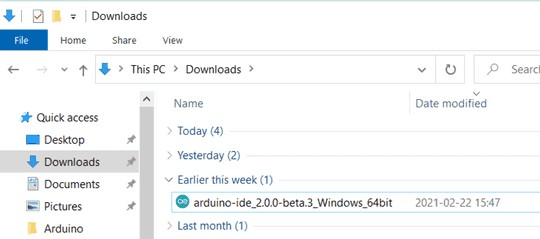 Downloads
File Home Share View
This PC Downloads Searc
Name Date modified
Quick access
Today (4)
Desktop
Yesterday (2)
Downloads
Earlier this week (1)
Documents
arduino-ide_2.0.0-beta.3_Windows_64bit 2021-02-22 15:47
Pictures
Last month (1)
Arduino